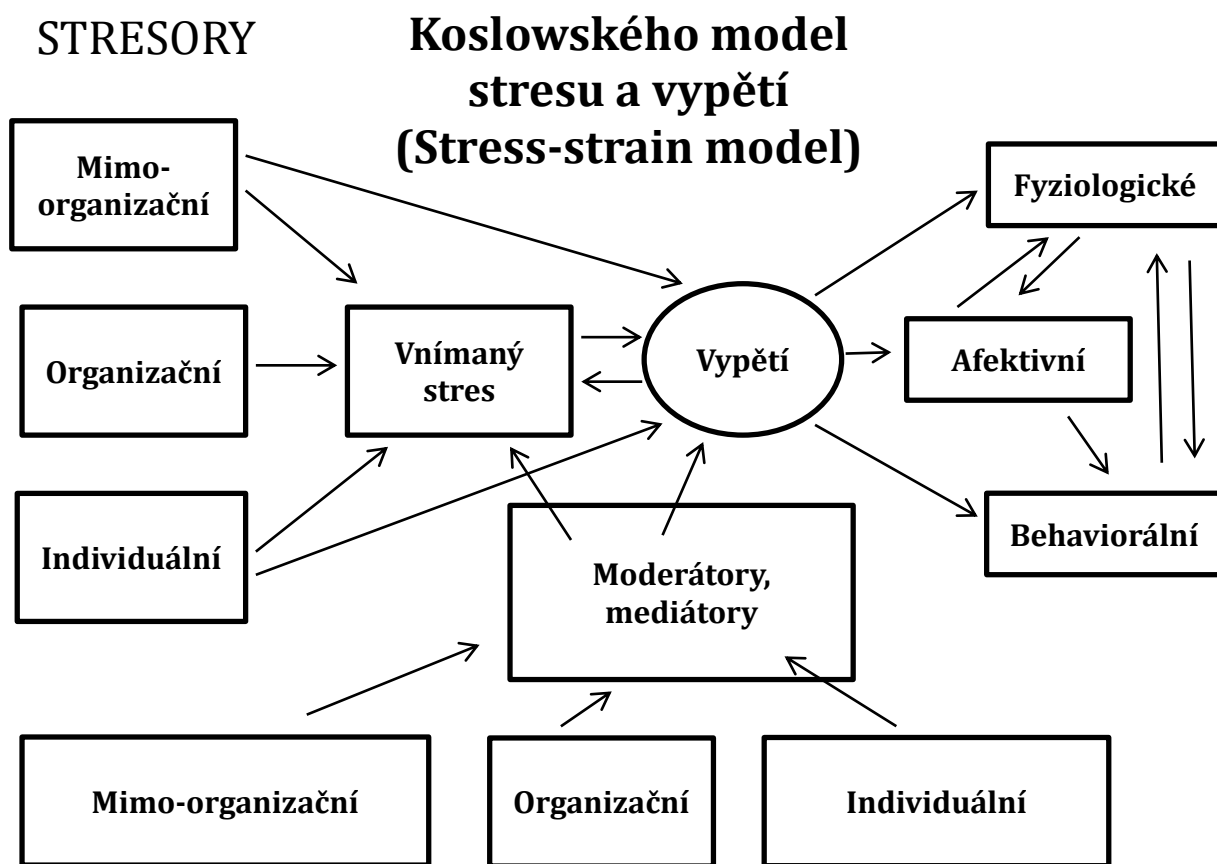 STRESORY
Koslowského model
stresu a vypětí
(Stress-strain model)
Mimo-
organizační
Fyziologické
Organizační
Vnímaný
stres
Vypětí
Afektivní
Individuální
Behaviorální
Moderátory,
mediátory
Mimo-organizační
Organizační
Individuální